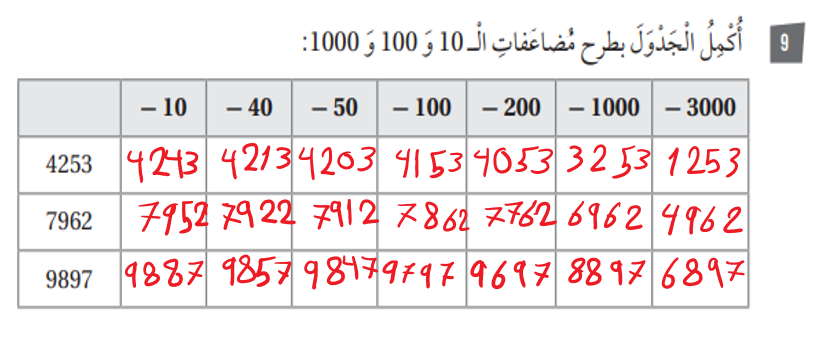 9 أُكْمِلُ الْجَدْوَلَ بطرح مُضاعَفاتِ الْـ 10 وَ 100 وَ 1000:
– 10 – 40 – 50 – 100 – 200 – 1000 – 3000
4253 4243 4213 4203 4153 4053 3253 1253
7962 7952 7922 7912 7862 7762 6962 4962
9897 9887 9857 9847 9797 9697 8897 6897